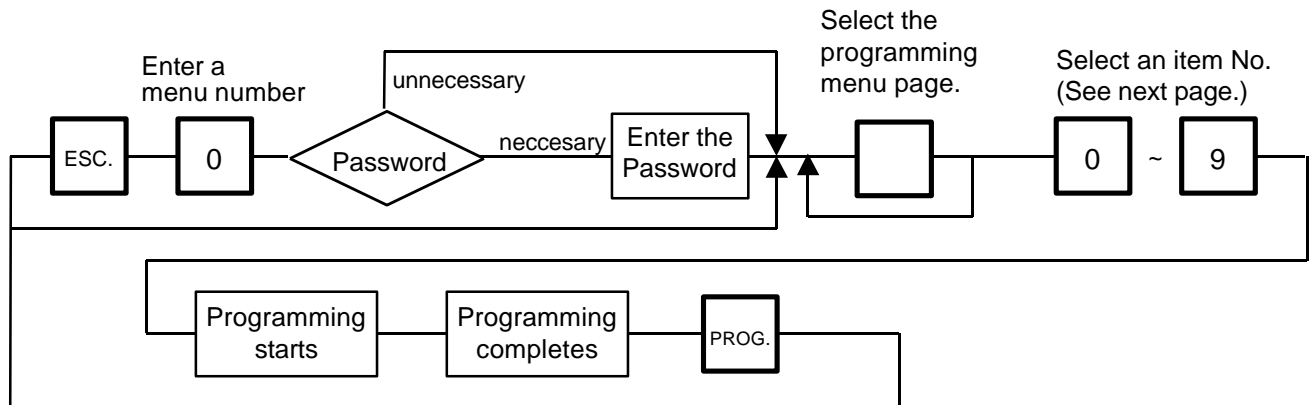 Select the
programming
menu page.
Enter a
menu number
Select an item No.
(See next page.)
unnecessary
ESC.
0
Password
neccesary
Enter the
Password
0
~
9
Programming
starts
Programming
completes
PROG.